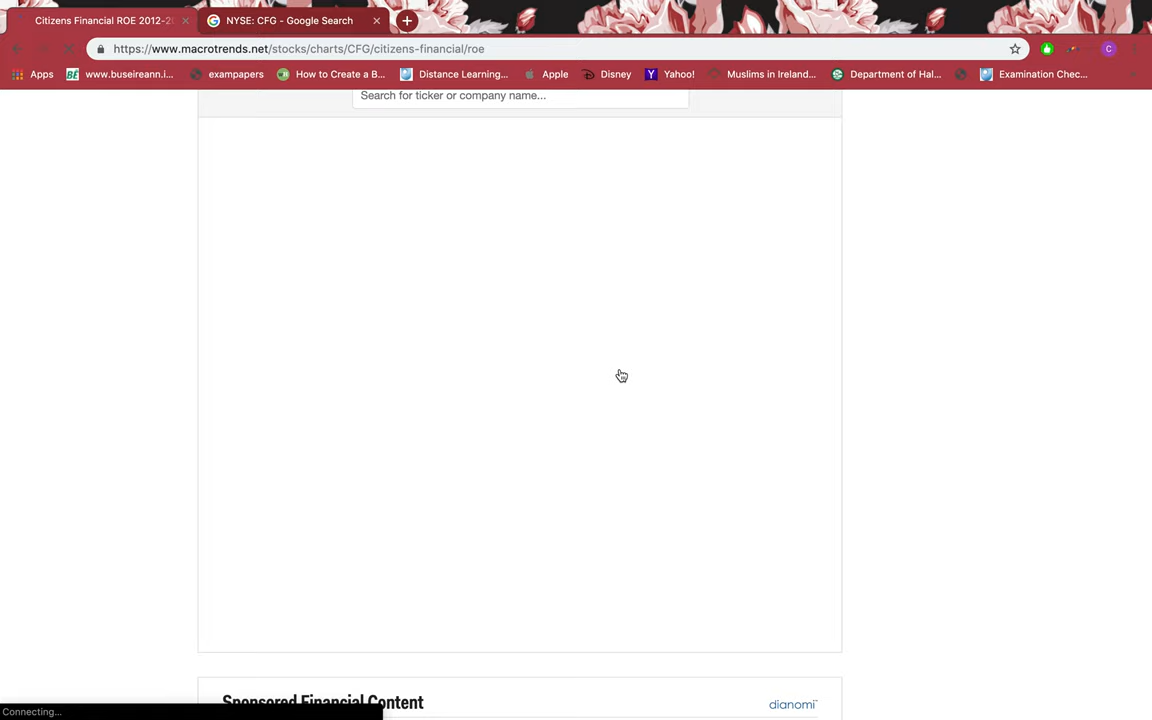 Citizens Financial ROE 2012-20
NYSE: CFG - Google Search
https://www.macrotrends.net/stocks/charts/CFG/citizens-financial/roe
C
Apps
BÉ www.buseireann.i...
exampapers
How to Create a B...
Distance Learning...
Apple
Disney
Y Yahoo!
Muslims in Ireland...
Department of Hal...
Examination Chec...
Search for ticker or company name...
Sponsored Financial Content
dianomi
Connecting...